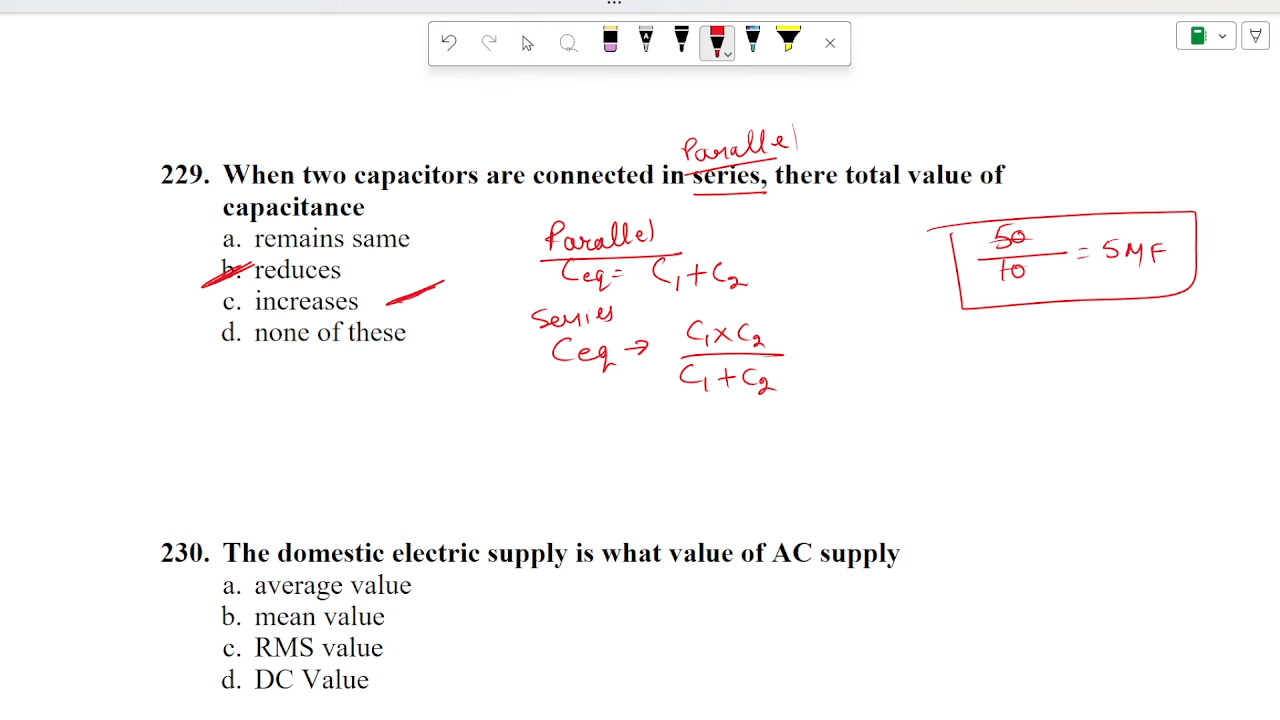 Parallel
229. When two capacitors are connected in series, there total value of
capacitance
a. remains same
b. reduces
c. increases
d. none of these
Parallel
Ceq = C1 + C2
Series
Ceq → C1 × C2
C1 + C2
50
10 = 5 MF
230. The domestic electric supply is what value of AC supply
a. average value
b. mean value
c. RMS value
d. DC Value